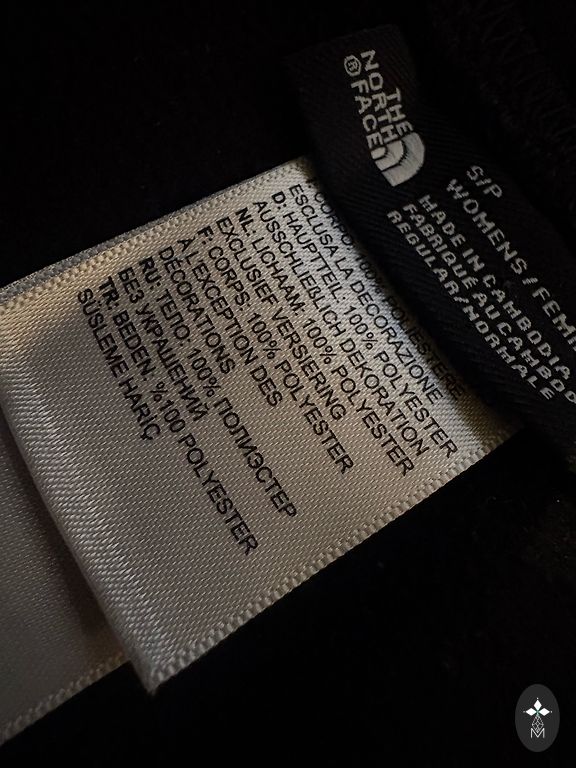 THE
NORTH
FACE
®
S/P
WOMENS / FEMM
MADE IN CAMBODIA
FABRIQUÉ AU CAMBOD
REGULAR/NORMALE
ESCLUSA LA DECORAZIONE
D: HAUPTTEIL: 100% POLYESTER
AUSSCHLIEßLICH DEKORATION
NL: LICHAAM: 100% POLYESTER
EXCLUSIEF VERSIERING
F: CORPS: 100% POLYESTER
À L'EXCEPTION DES
DÉCORATIONS
RU: ТЕЛО: 100% ПОЛИЭСТЕР
БЕЗ УКРАШЕНИЙ
TR: BEDEN: %100 POLYESTER
SÜSLEME HARİÇ
M